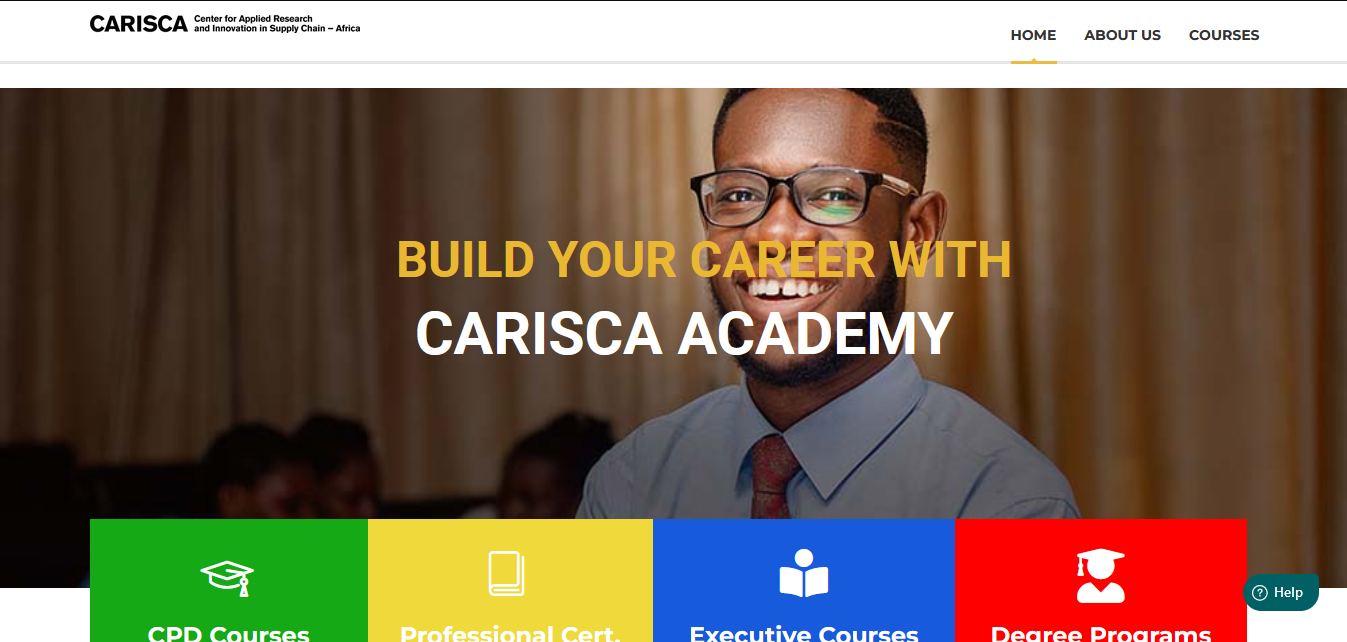 CARISCA Center for Applied Research
and Innovation in Supply Chain – Africa
HOME ABOUT US COURSES
BUILD YOUR CAREER WITH
CARISCA ACADEMY
CPD Courses Professional Cert. Executive Courses Degree Programs
Help